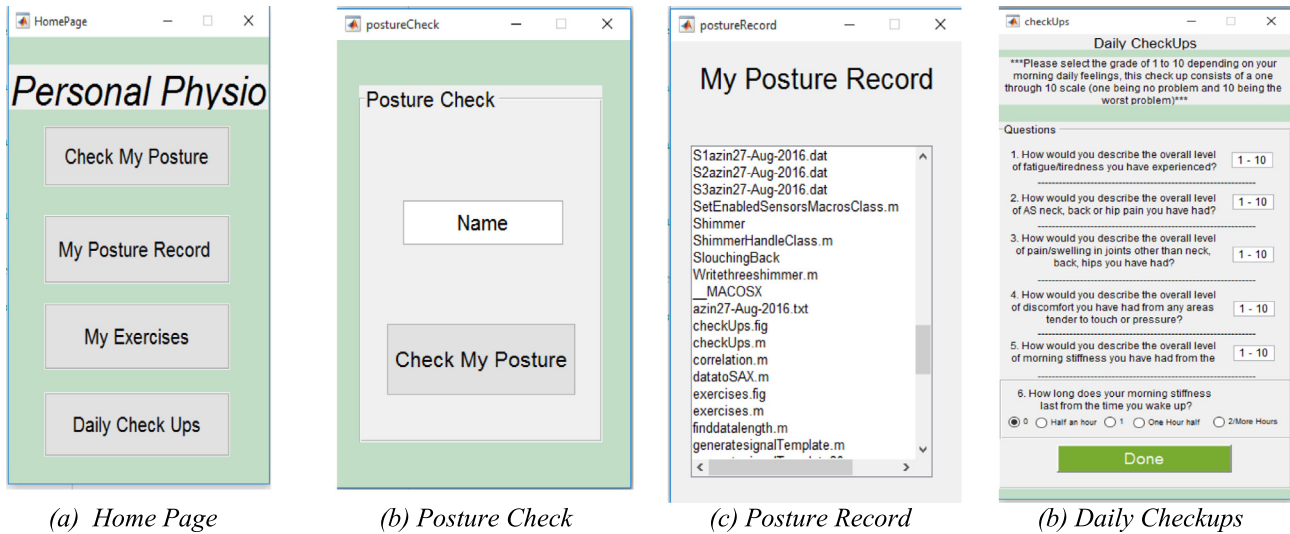 HomePage
Personal Physio
Check My Posture
My Posture Record
My Exercises
Daily Check Ups
(a) Home Page
postureCheck
Posture Check
Name
Check My Posture
(b) Posture Check
postureRecord
My Posture Record
S1azin27-Aug-2016.dat
S2azin27-Aug-2016.dat
S3azin27-Aug-2016.dat
SetEnabledSensorsMacrosClass.m
Shimmer
ShimmerHandleClass.m
SlouchingBack
Writethreeshimmer.m
__MACOSX
azin27-Aug-2016.txt
checkUps.fig
checkUps.m
correlation.m
datatoSAX.m
exercises.fig
exercises.m
finddatalength.m
generatesignalTemplate.m
(c) Posture Record
checkUps
Daily CheckUps
***Please select the grade of 1 to 10 depending on your
morning daily feelings, this check up consists of a one
through 10 scale (one being no problem and 10 being the
worst problem)***
Questions
1. How would you describe the overall level
of fatigue/tiredness you have experienced?
1 - 10
2. How would you describe the overall level
of AS neck, back or hip pain you have had?
1 - 10
3. How would you describe the overall level
of pain/swelling in joints other than neck,
back, hips you have had?
1 - 10
4. How would you describe the overall level
of discomfort you have had from any areas
tender to touch or pressure?
1 - 10
5. How would you describe the overall level
of morning stiffness you have had from the
1 - 10
6. How long does your morning stiffness
last from the time you wake up?
0 Half an hour 1 One Hour half 2/More Hours
Done
(b) Daily Checkups